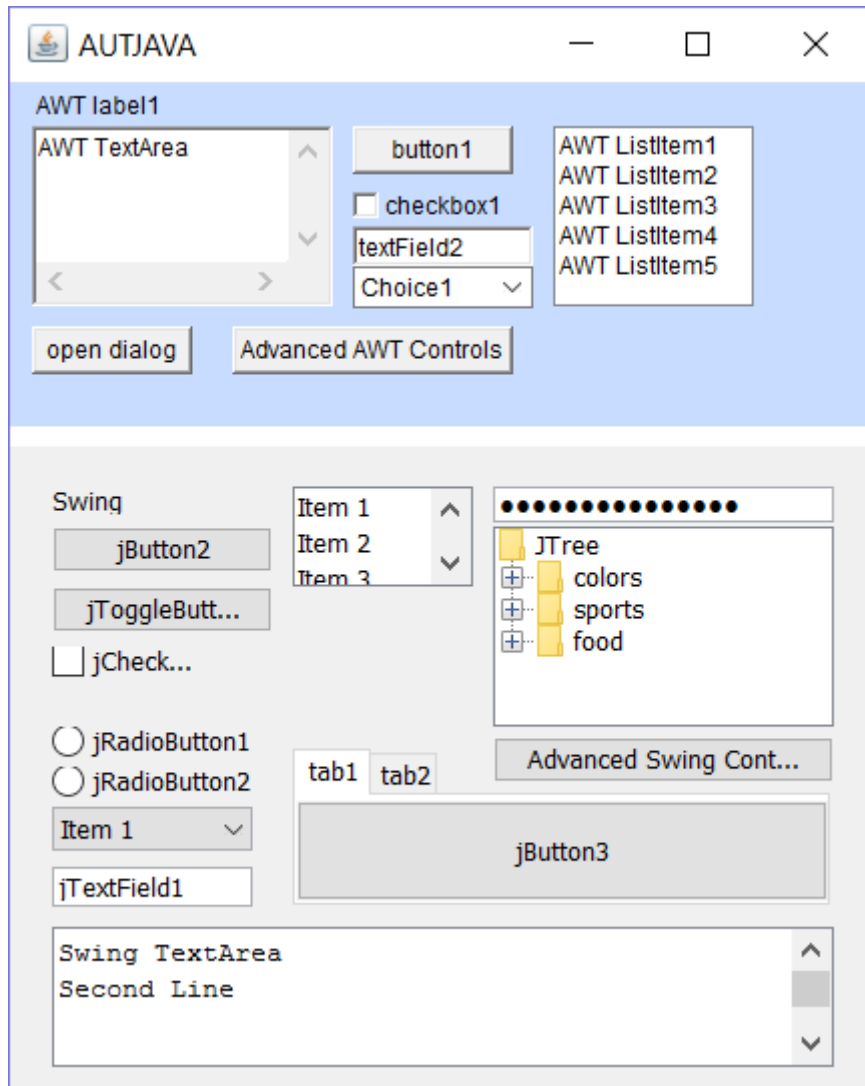 AUTJAVA
AWT label1
AWT TextArea
button1
checkbox1
textField2
Choice1
AWT ListItem1
AWT ListItem2
AWT ListItem3
AWT ListItem4
AWT ListItem5
open dialog
Advanced AWT Controls
Swing
jButton2
jToggleButt...
jCheck...
Item 1
Item 2
Item 3
●●●●●●●●●●●●●●●
JTree
colors
sports
food
jRadioButton1
jRadioButton2
Item 1
jTextField1
tab1 tab2
Advanced Swing Cont...
jButton3
Swing TextArea
Second Line